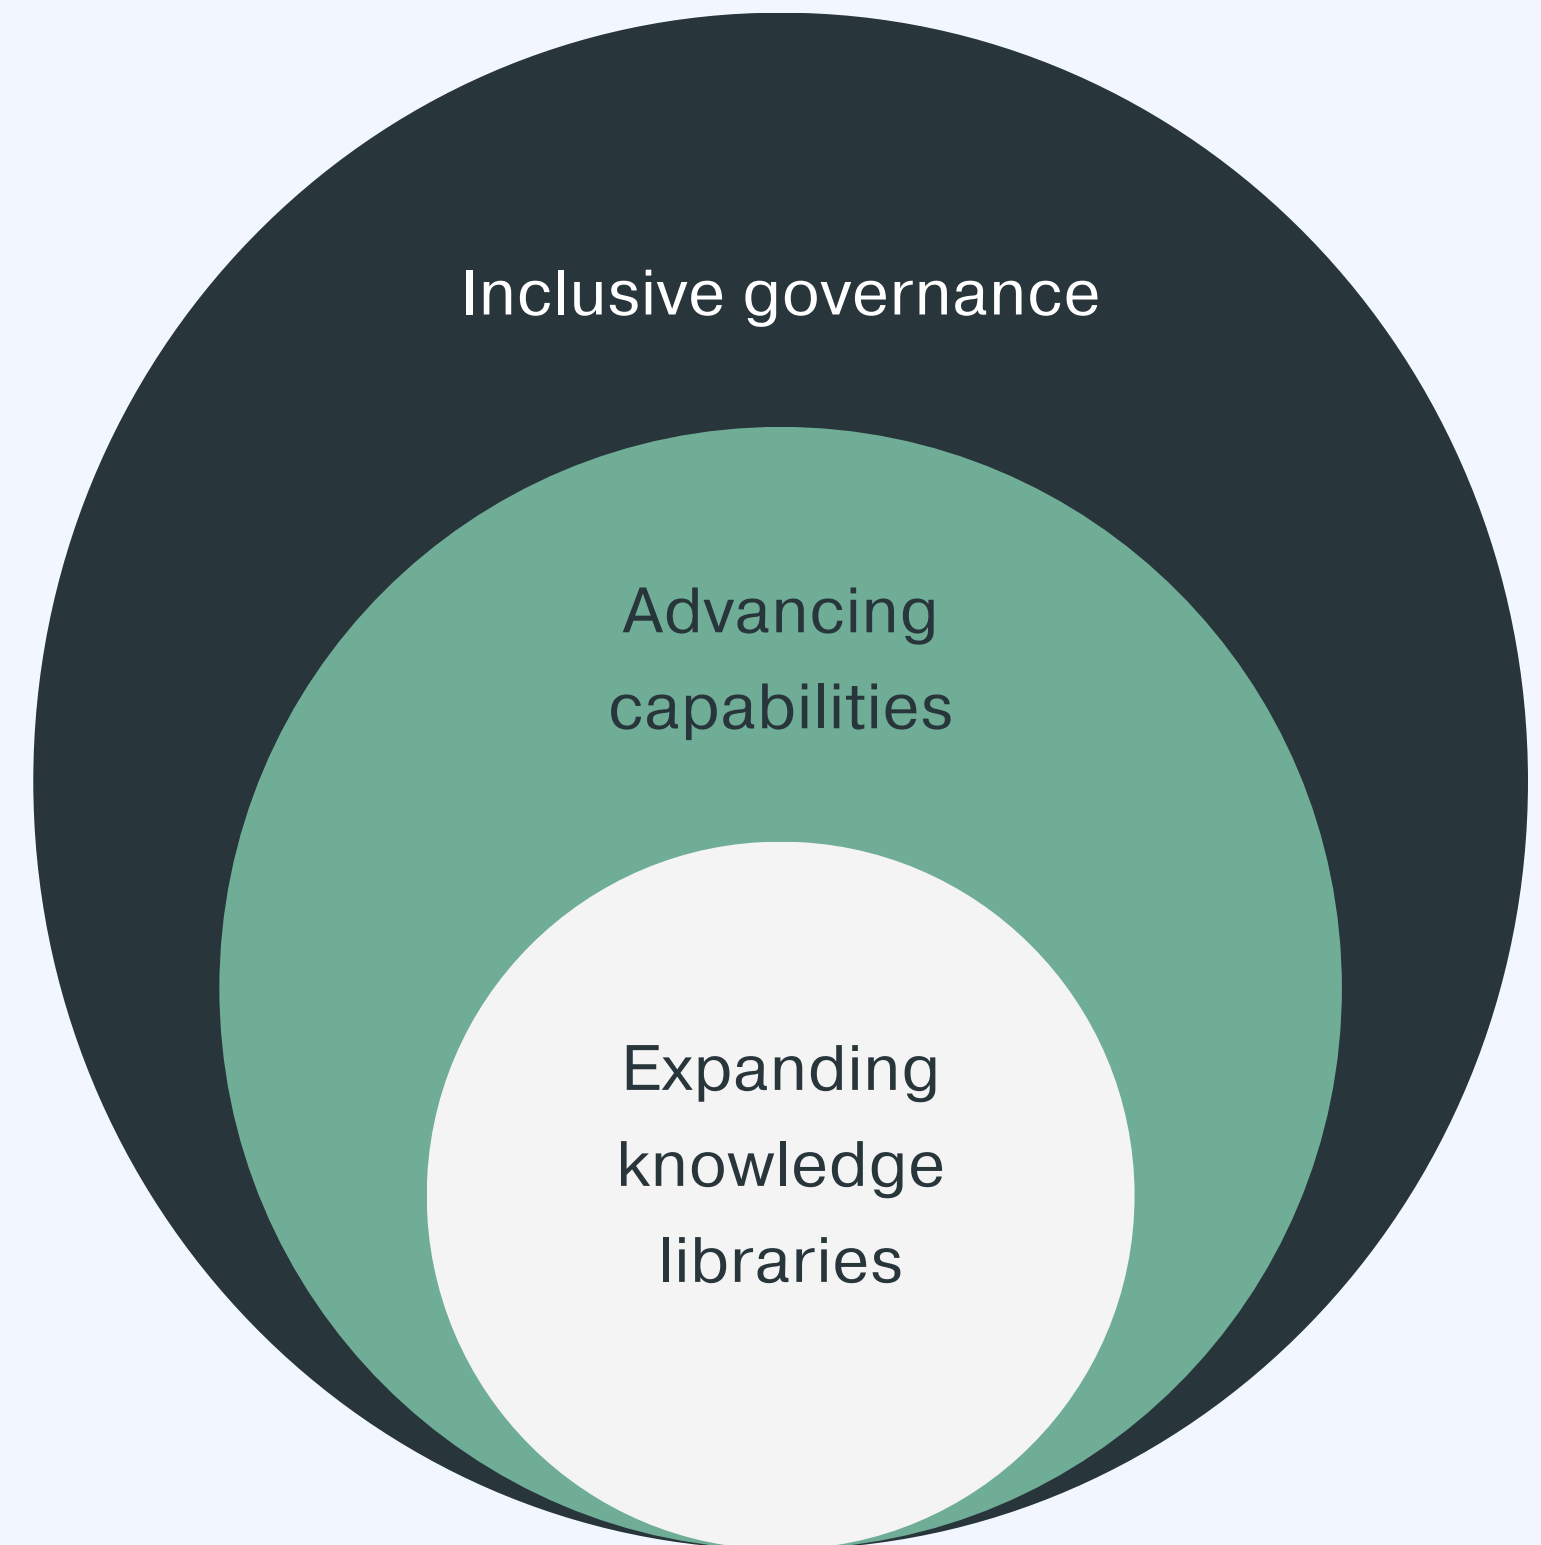 Inclusive governance
Advancing
capabilities
Expanding
knowledge
libraries